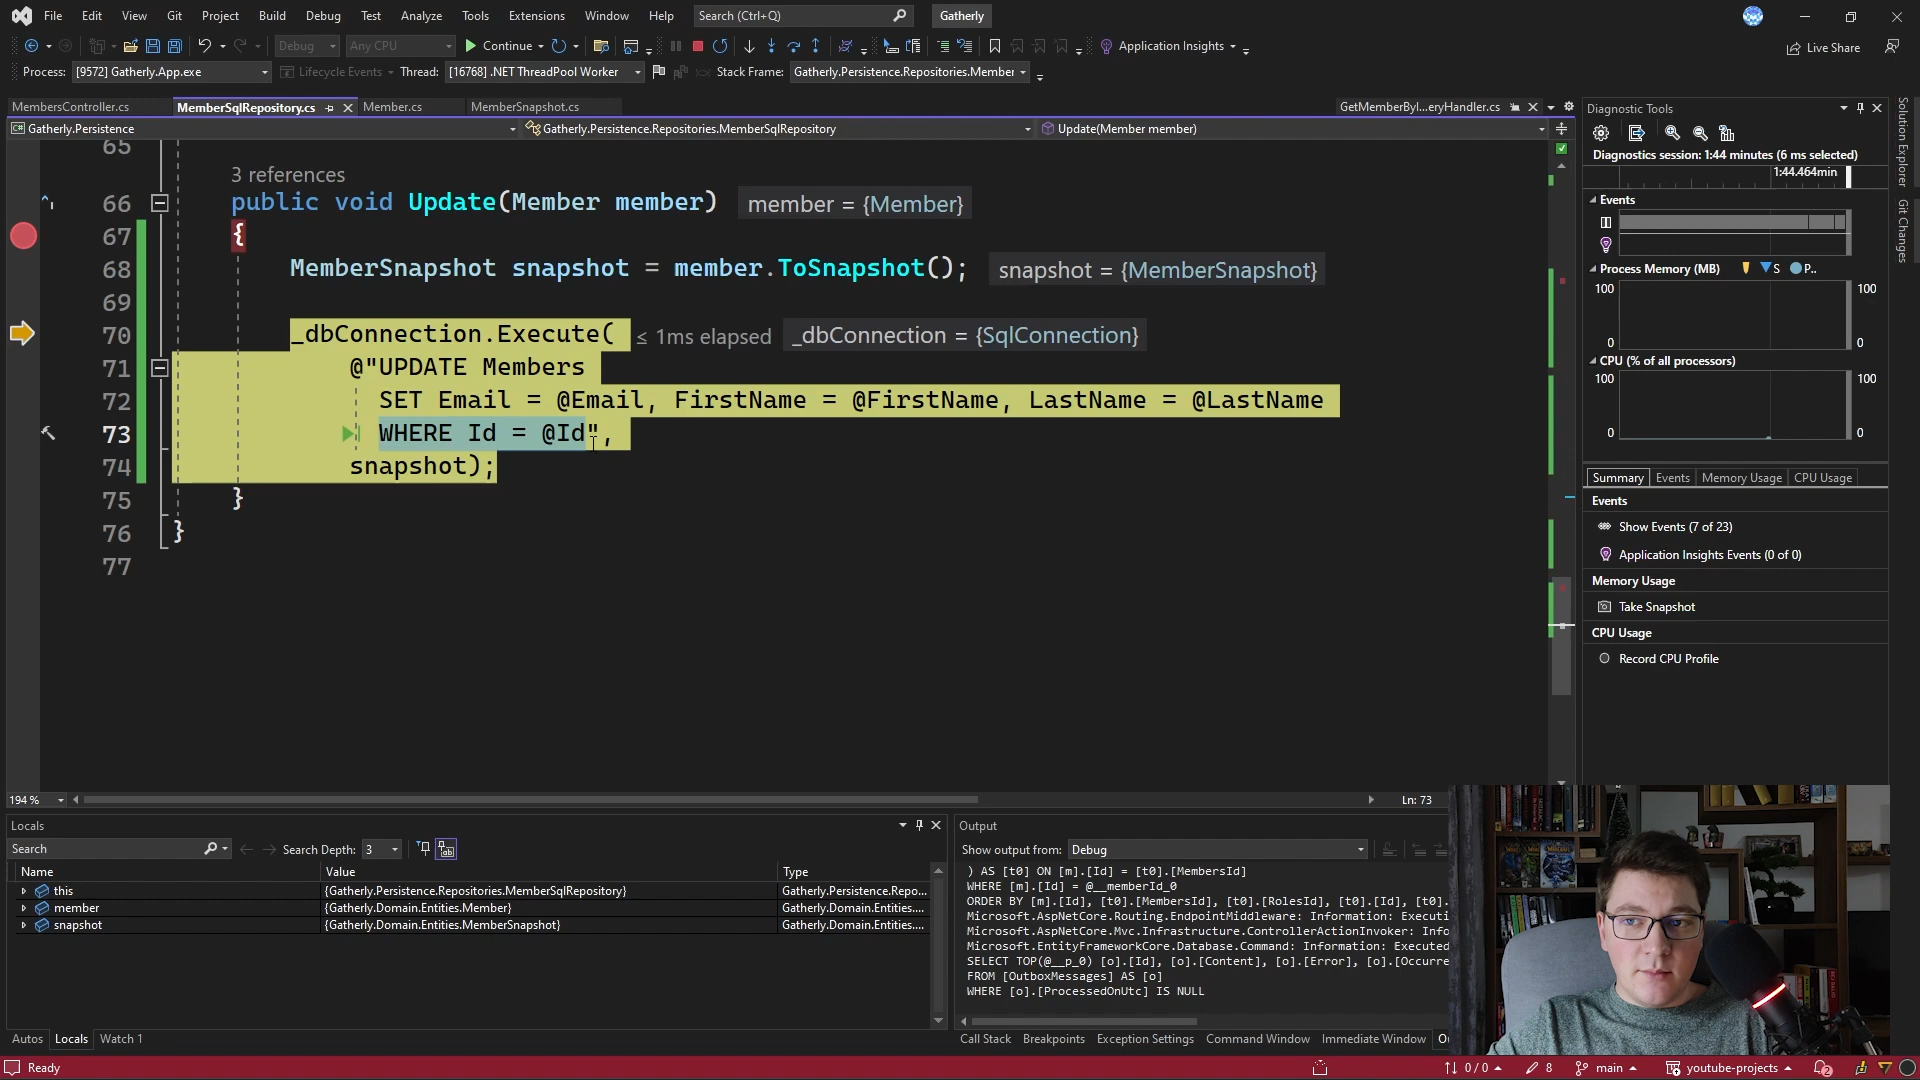 File Edit View Git Project Build Debug Test Analyze Tools Extensions Window Help Search (Ctrl+Q) Gatherly
Debug Any CPU Continue Application Insights Live Share
Process: [9572] Gatherly.App.exe Lifecycle Events Thread: [16768] .NET ThreadPool Worker Stack Frame: Gatherly.Persistence.Repositories.Member
MembersController.cs MemberSqlRepository.cs Member.cs MemberSnapshot.cs GetMemberByI...eryHandler.cs
Gatherly.Persistence Gatherly.Persistence.Repositories.MemberSqlRepository Update(Member member)
65
3 references
66 public void Update(Member member) member = {Member}
67 {
68 MemberSnapshot snapshot = member.ToSnapshot(); snapshot = {MemberSnapshot}
69
70 _dbConnection.Execute( ≤ 1ms elapsed _dbConnection = {SqlConnection}
71 @"UPDATE Members
72 SET Email = @Email, FirstName = @FirstName, LastName = @LastName
73 WHERE Id = @Id",
74 snapshot);
75 }
76 }
77
194 % Ln: 73
Diagnostic Tools
Diagnostics session: 1:44 minutes (6 ms selected)
1:44.464min
Events
Process Memory (MB) S P..
100 100
0 0
CPU (% of all processors)
100 100
0 0
Summary Events Memory Usage CPU Usage
Events
Show Events (7 of 23)
Application Insights Events (0 of 0)
Memory Usage
Take Snapshot
CPU Usage
Record CPU Profile
Solution Explorer
Git Changes
Locals
Search Search Depth: 3
Name Value Type
this {Gatherly.Persistence.Repositories.MemberSqlRepository} Gatherly.Persistence.Repo...
member {Gatherly.Domain.Entities.Member} Gatherly.Domain.Entities....
snapshot {Gatherly.Domain.Entities.MemberSnapshot} Gatherly.Domain.Entities....
Autos Locals Watch 1
Output
Show output from: Debug
) AS [t0] ON [m].[Id] = [t0].[MembersId]
WHERE [m].[Id] = @__memberId_0
ORDER BY [m].[Id], [t0].[MembersId], [t0].[RolesId], [t0].[Id], [t0].
Microsoft.AspNetCore.Routing.EndpointMiddleware: Information: Executi
Microsoft.AspNetCore.Mvc.Infrastructure.ControllerActionInvoker: Info
Microsoft.EntityFrameworkCore.Database.Command: Information: Executed
SELECT TOP(@__p_0) [o].[Id], [o].[Content], [o].[Error], [o].[Occurre
FROM [OutboxMessages] AS [o]
WHERE [o].[ProcessedOnUtc] IS NULL
Call Stack Breakpoints Exception Settings Command Window Immediate Window
Ready 0 / 0 8 main youtube-projects 2